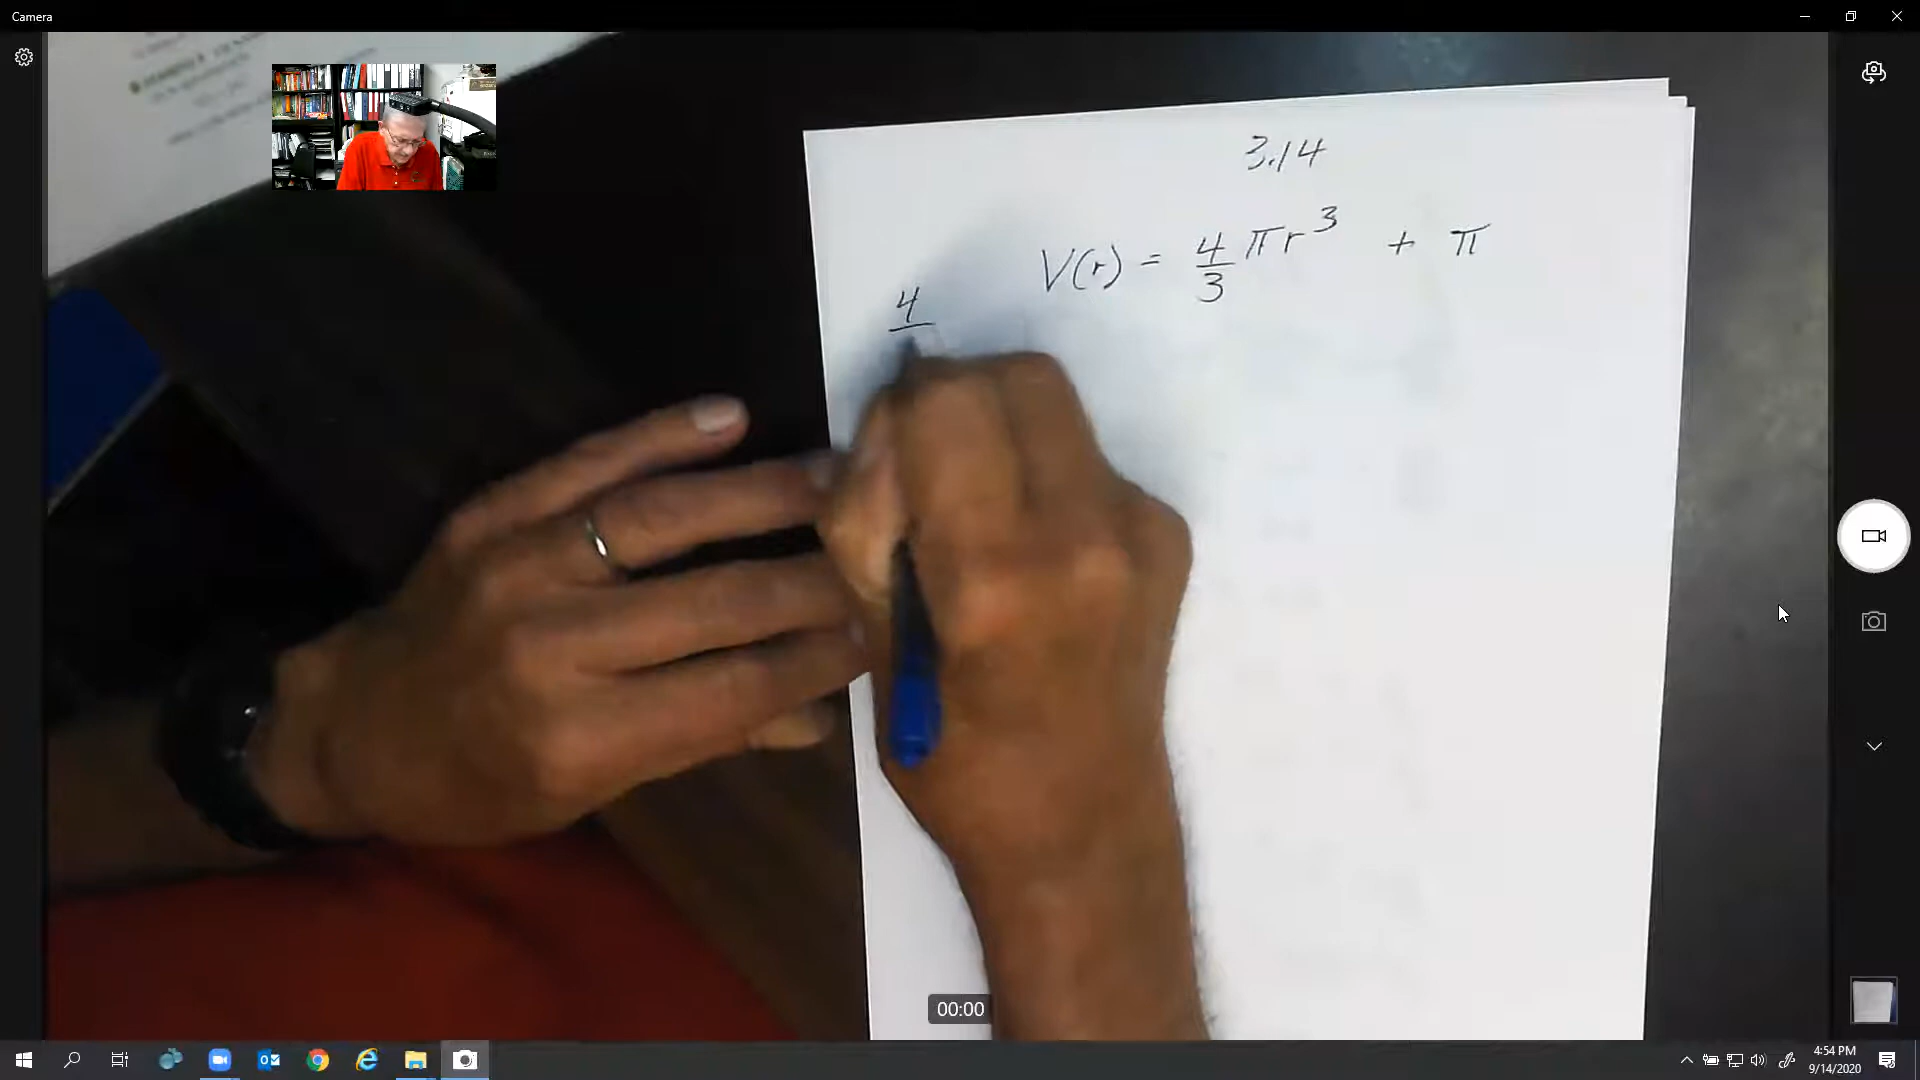 Camera
3.14
V(r) = 4/3 πr³ + π
4
00:00
4:54 PM
9/14/2020